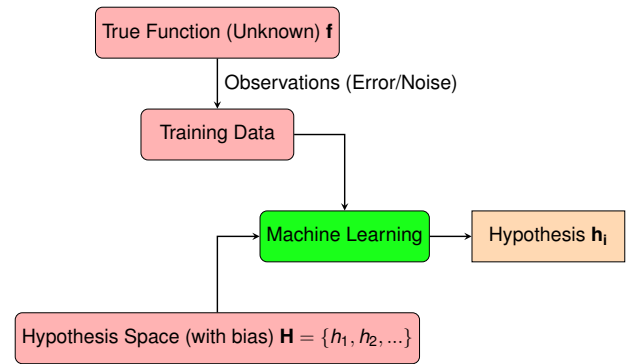 True Function (Unknown) f
Observations (Error/Noise)
Training Data
Machine Learning
Hypothesis hᵢ
Hypothesis Space (with bias) H = {h₁, h₂, ...}